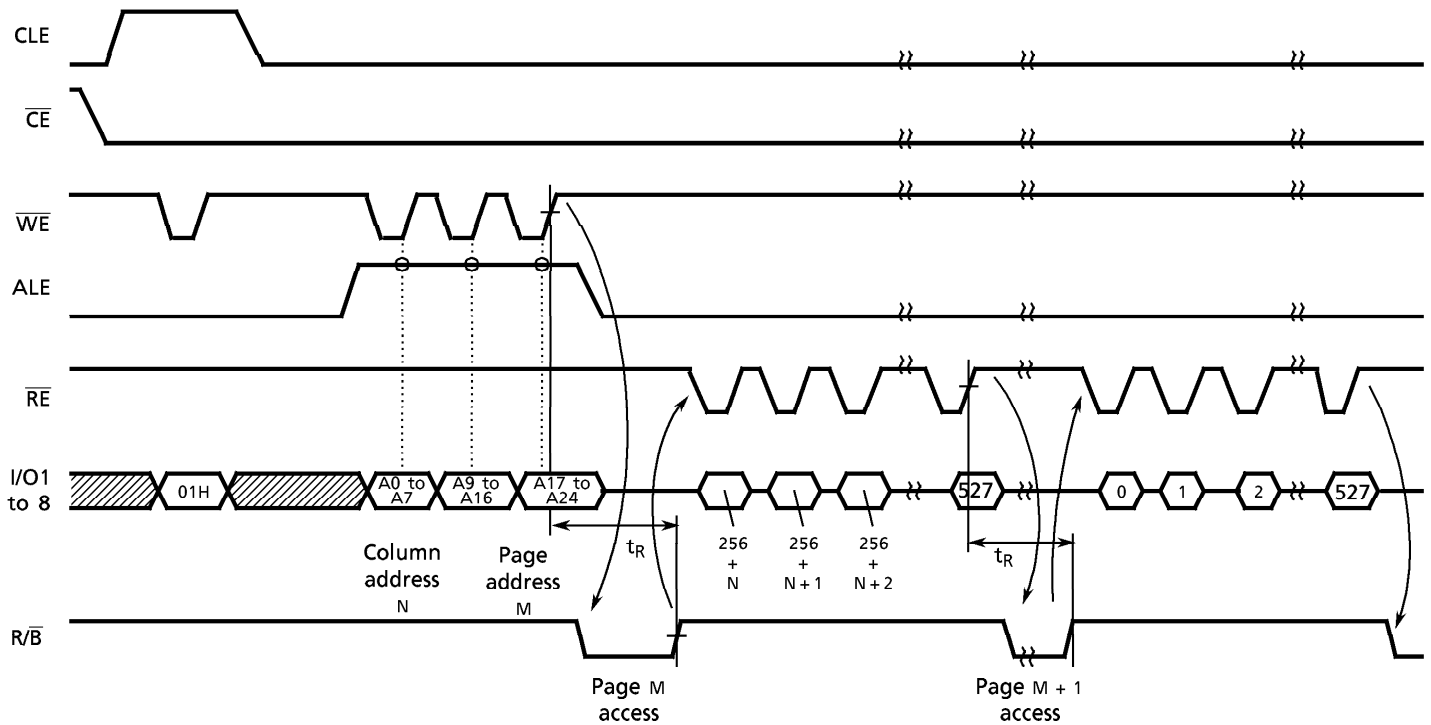 CLE
CE
WE
ALE
RE
I/O1
to 8
01H
A0 to
A7
A9 to
A16
A17 to
A24
527
0
1
2
527
Column
address
N
Page
address
M
tR
256
+
N
256
+
N + 1
256
+
N + 2
tR
R/B
Page M
access
Page M + 1
access